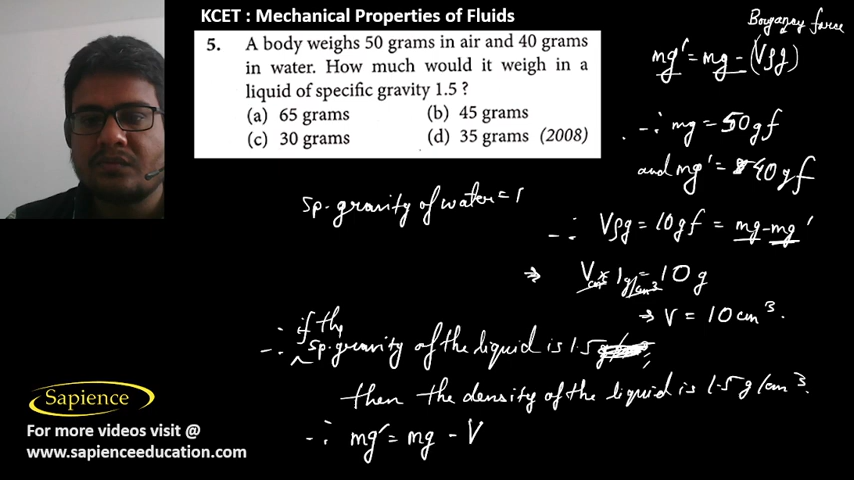 KCET : Mechanical Properties of Fluids
5. A body weighs 50 grams in air and 40 grams
in water. How much would it weigh in a
liquid of specific gravity 1.5 ?
(a) 65 grams (b) 45 grams
(c) 30 grams (d) 35 grams (2008)
Boyancy force
mg' = mg - (Vρg)
∵ mg = 50gf
and mg' = 40gf
sp. gravity of water = 1
∴ Vρg = 10gf = mg - mg'
⇒ V cm³ × 1 g/cm³ = 10g
⇒ V = 10cm³.
∵ if the
sp. gravity of the liquid is 1.5
then the density of the liquid is 1.5 g/cm³.
∴ mg' = mg - V
Sapience
For more videos visit @
www.sapienceeducation.com